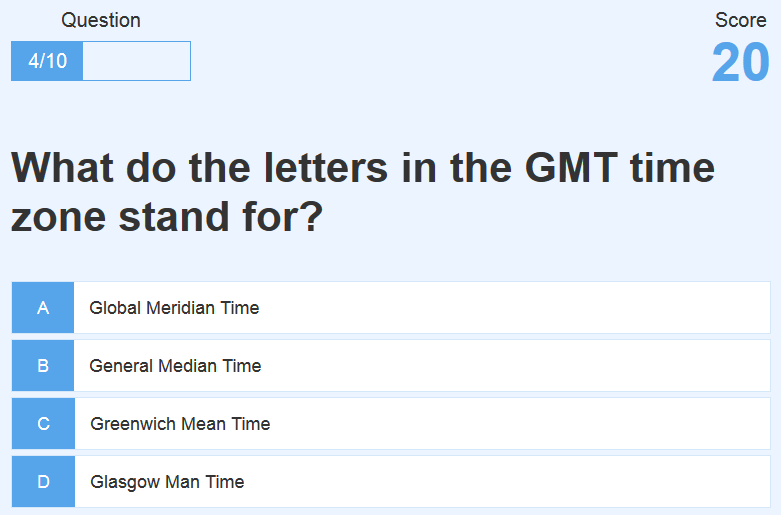 Question
Score
4/10
20
What do the letters in the GMT time
zone stand for?
A Global Meridian Time
B General Median Time
C Greenwich Mean Time
D Glasgow Man Time